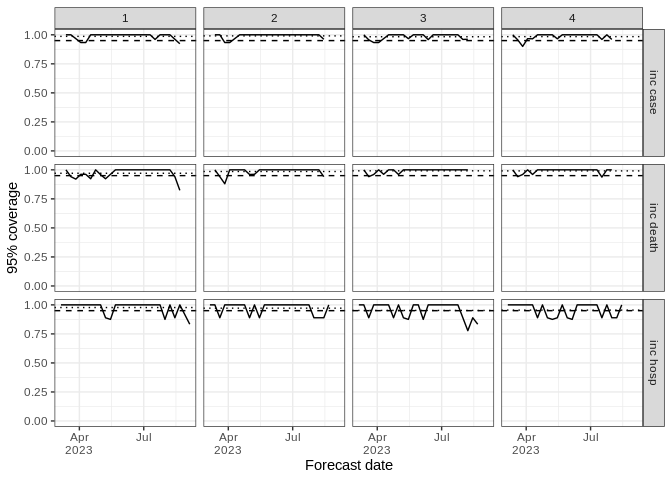 1 2 3 4
95% coverage
1.00
0.75
0.50
0.25
0.00
inc case
1.00
0.75
0.50
0.25
0.00
inc death
1.00
0.75
0.50
0.25
0.00
inc hosp
Apr Jul Apr Jul Apr Jul Apr Jul
2023 2023 2023 2023
Forecast date